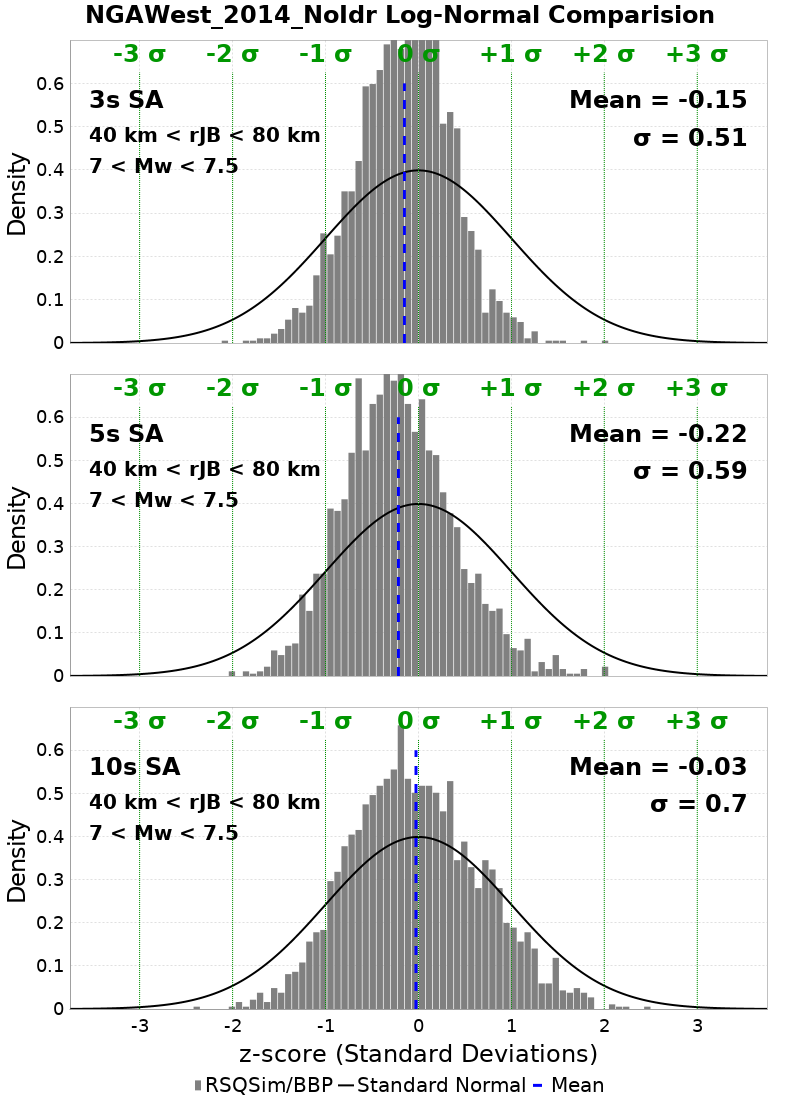 NGAWest_2014_NoIdr Log-Normal Comparision
-3 σ -2 σ -1 σ 0 σ +1 σ +2 σ +3 σ
3s SA
40 km < rJB < 80 km
7 < Mw < 7.5
Mean = -0.15
σ = 0.51
0.6
0.5
0.4
0.3
0.2
0.1
0
Density
-3 σ -2 σ -1 σ 0 σ +1 σ +2 σ +3 σ
5s SA
40 km < rJB < 80 km
7 < Mw < 7.5
Mean = -0.22
σ = 0.59
0.6
0.5
0.4
0.3
0.2
0.1
0
Density
-3 σ -2 σ -1 σ 0 σ +1 σ +2 σ +3 σ
10s SA
40 km < rJB < 80 km
7 < Mw < 7.5
Mean = -0.03
σ = 0.7
0.6
0.5
0.4
0.3
0.2
0.1
0
Density
-3 -2 -1 0 1 2 3
z-score (Standard Deviations)
RSQSim/BBP Standard Normal Mean